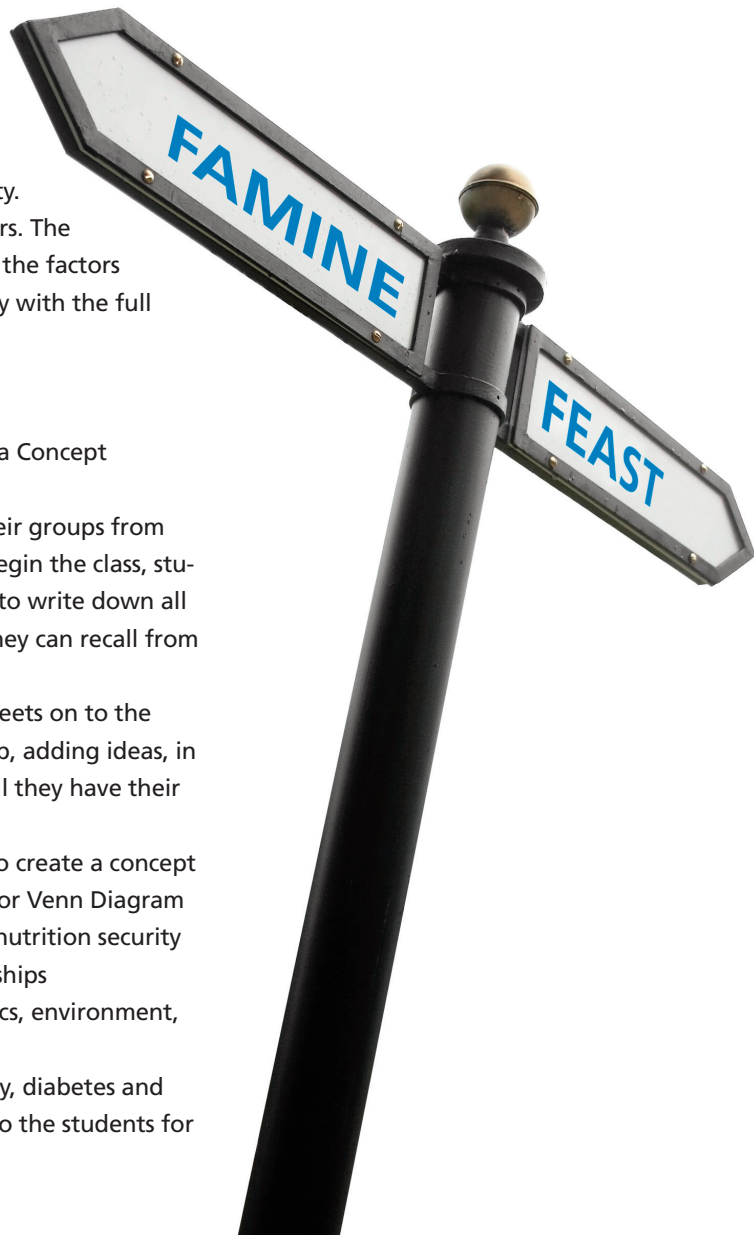 FAMINE
FEAST
ty.
rs. The
the factors
y with the full
a Concept
eir groups from
egin the class, stu-
to write down all
hey can recall from
eets on to the
p, adding ideas, in
l they have their
o create a concept
or Venn Diagram
nutrition security
ships
cs, environment,
y, diabetes and
o the students for